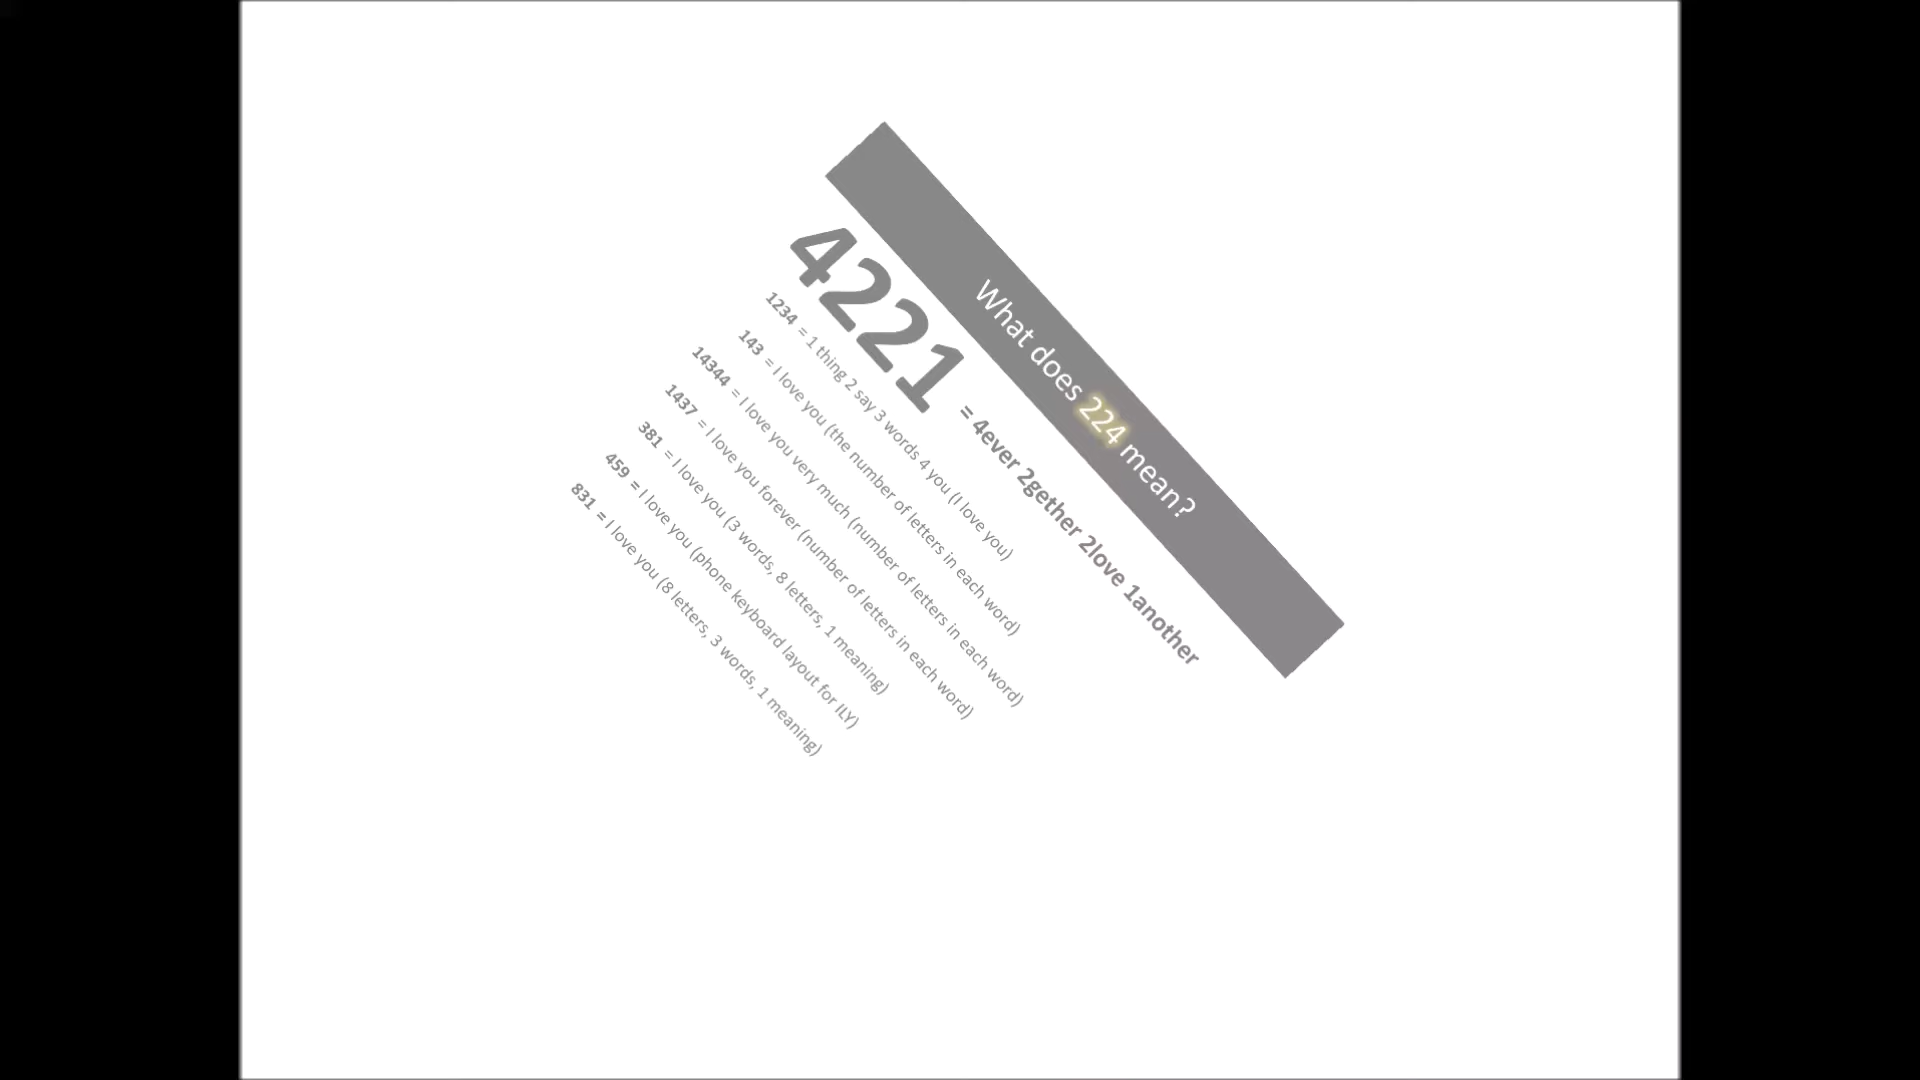 What does 224 mean?
4221 = 4ever 2gether 2love 1another
1234 = 1 thing 2 say 3 words 4 you (I love you)
143 = I love you (the number of letters in each word)
14344 = I love you very much (number of letters in each word)
1437 = I love you forever (number of letters in each word)
381 = I love you (3 words, 8 letters, 1 meaning)
459 = I love you (phone keyboard layout for ILY)
831 = I love you (8 letters, 3 words, 1 meaning)